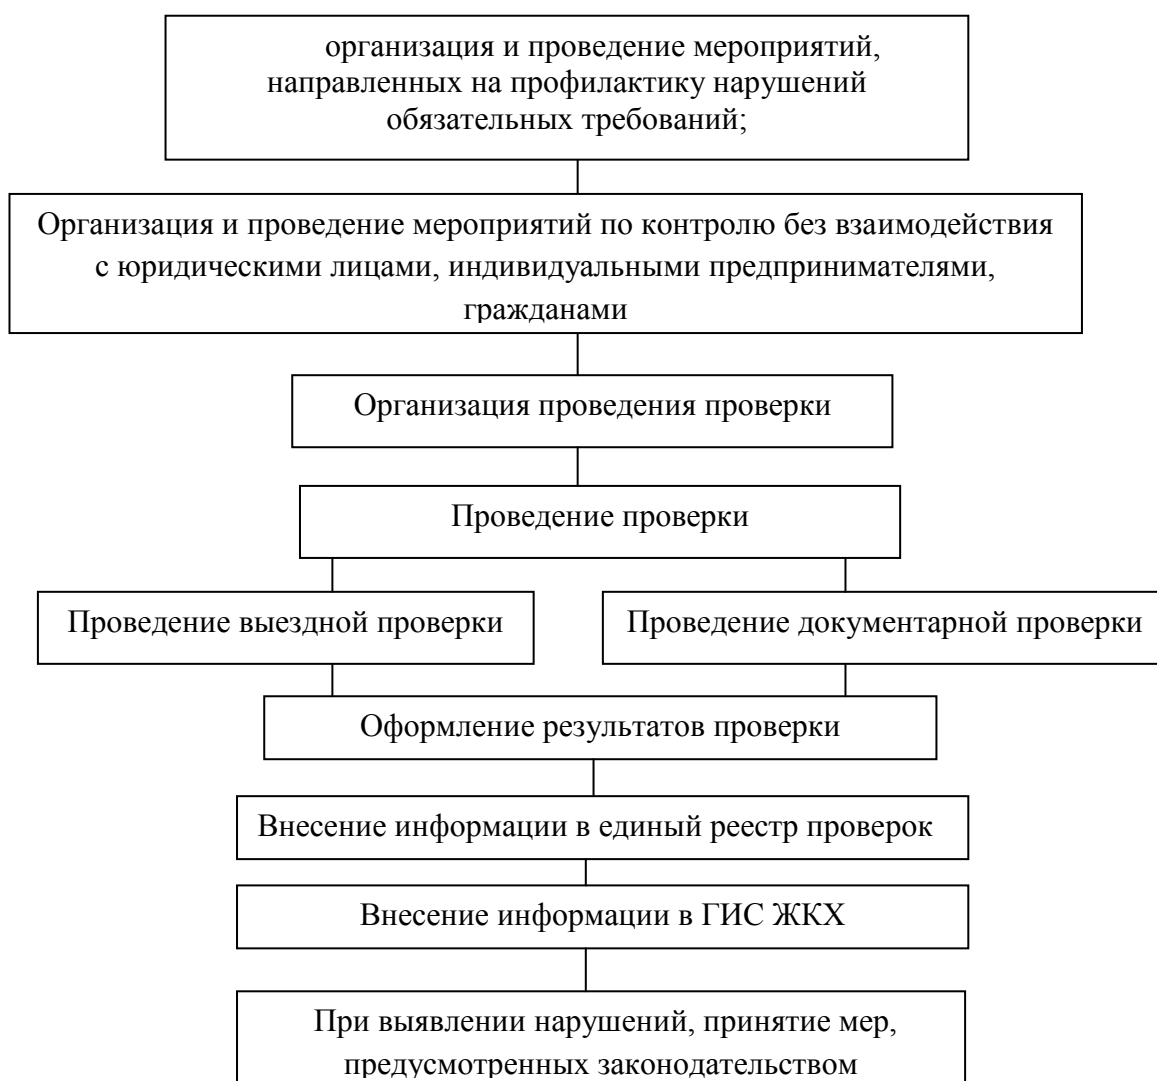 организация и проведение мероприятий,
направленных на профилактику нарушений
обязательных требований;
Организация и проведение мероприятий по контролю без взаимодействия
с юридическими лицами, индивидуальными предпринимателями,
гражданами
Организация проведения проверки
Проведение проверки
Проведение выездной проверки
Проведение документарной проверки
Оформление результатов проверки
Внесение информации в единый реестр проверок
Внесение информации в ГИС ЖКХ
При выявлении нарушений, принятие мер,
предусмотренных законодательством